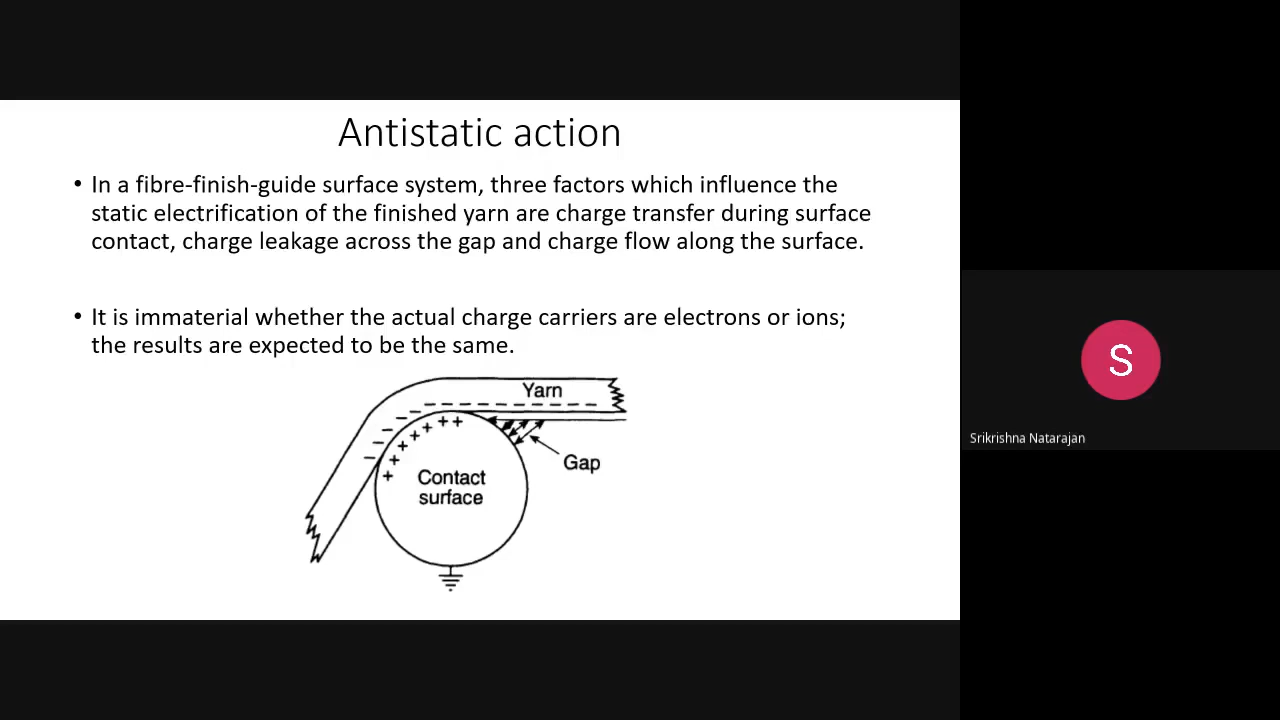 Antistatic action
• In a fibre-finish-guide surface system, three factors which influence the
static electrification of the finished yarn are charge transfer during surface
contact, charge leakage across the gap and charge flow along the surface.
• It is immaterial whether the actual charge carriers are electrons or ions;
the results are expected to be the same.
Yarn
Gap
Contact
surface
S
Srikrishna Natarajan